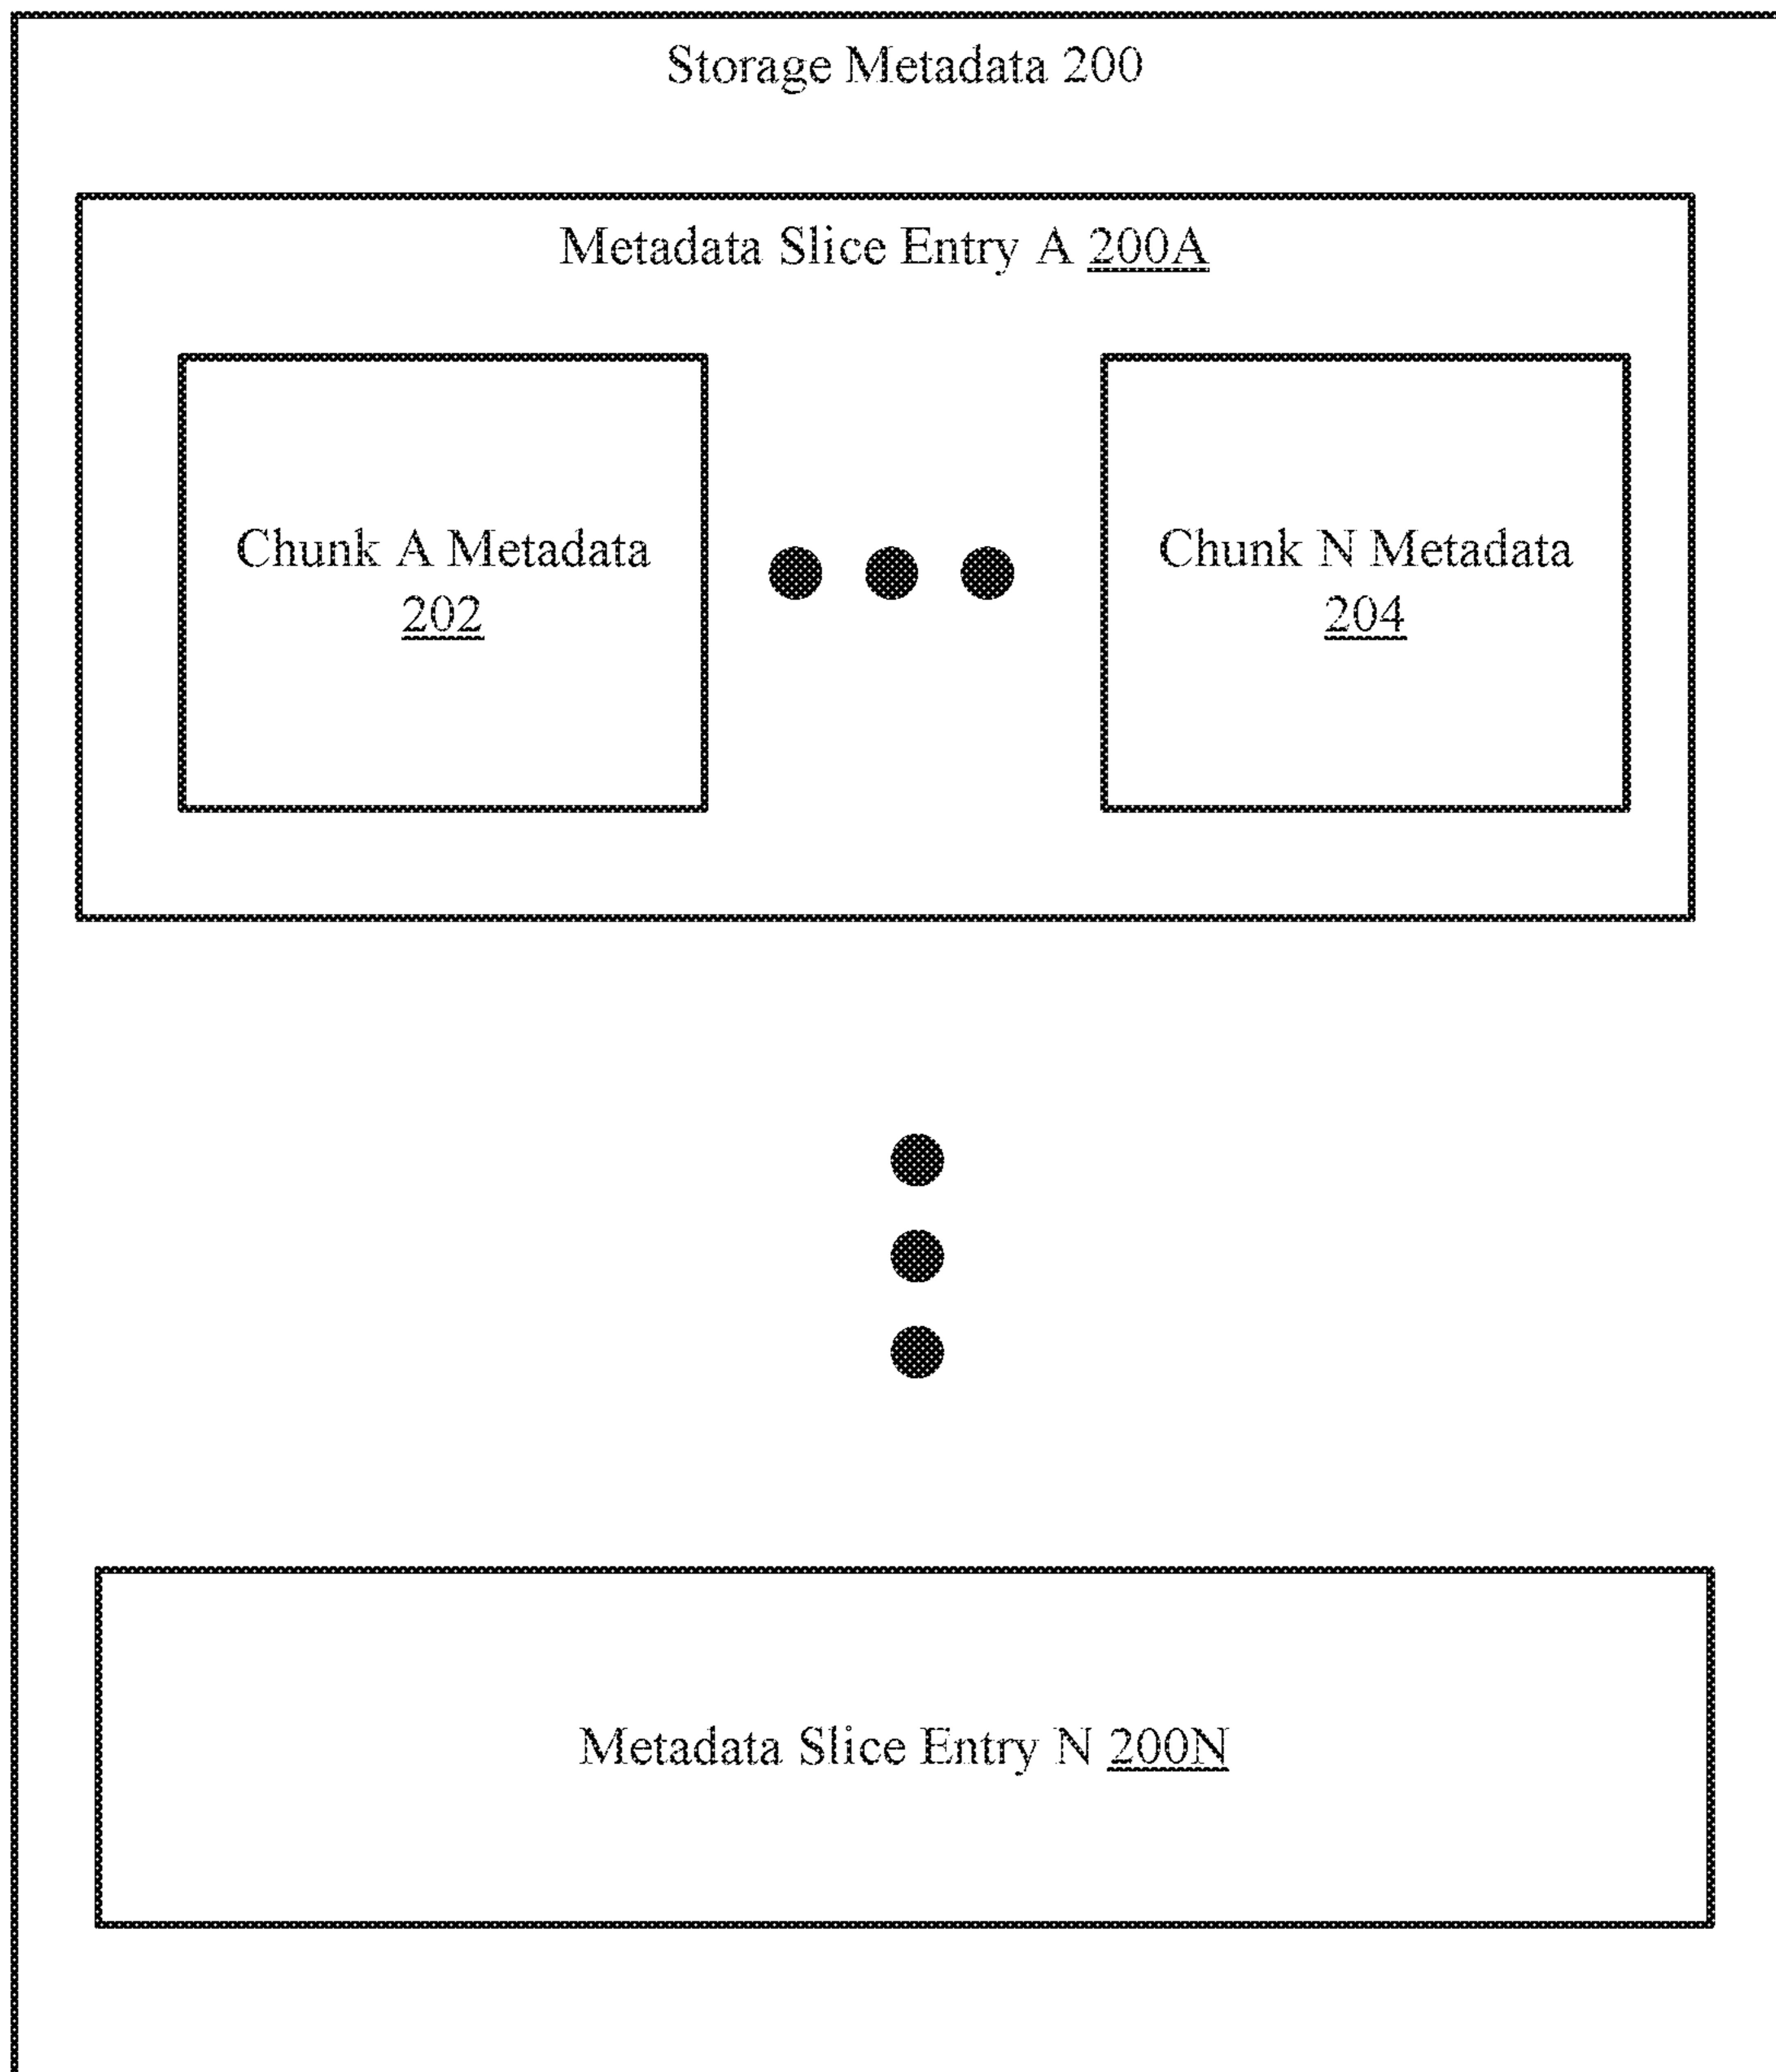 Storage Metadata 200
Metadata Slice Entry A 200A
Chunk A Metadata
202
Chunk N Metadata
204
Metadata Slice Entry N 200N